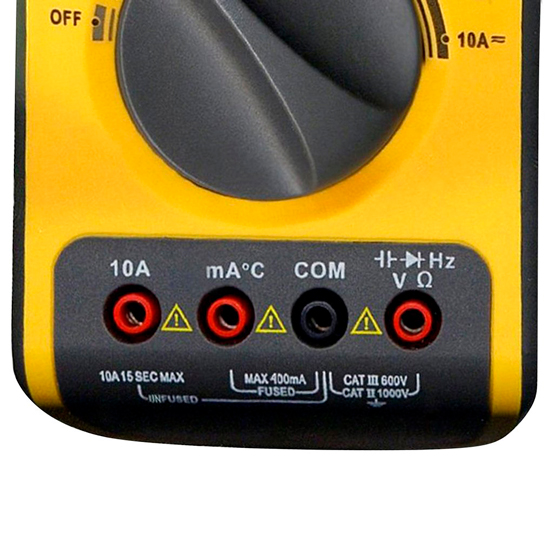 OFF
10A≂
10A mA°C COM Hz
V Ω
10A 15 SEC MAX MAX 400mA CAT III 600V
UNFUSED FUSED CAT II 1000V